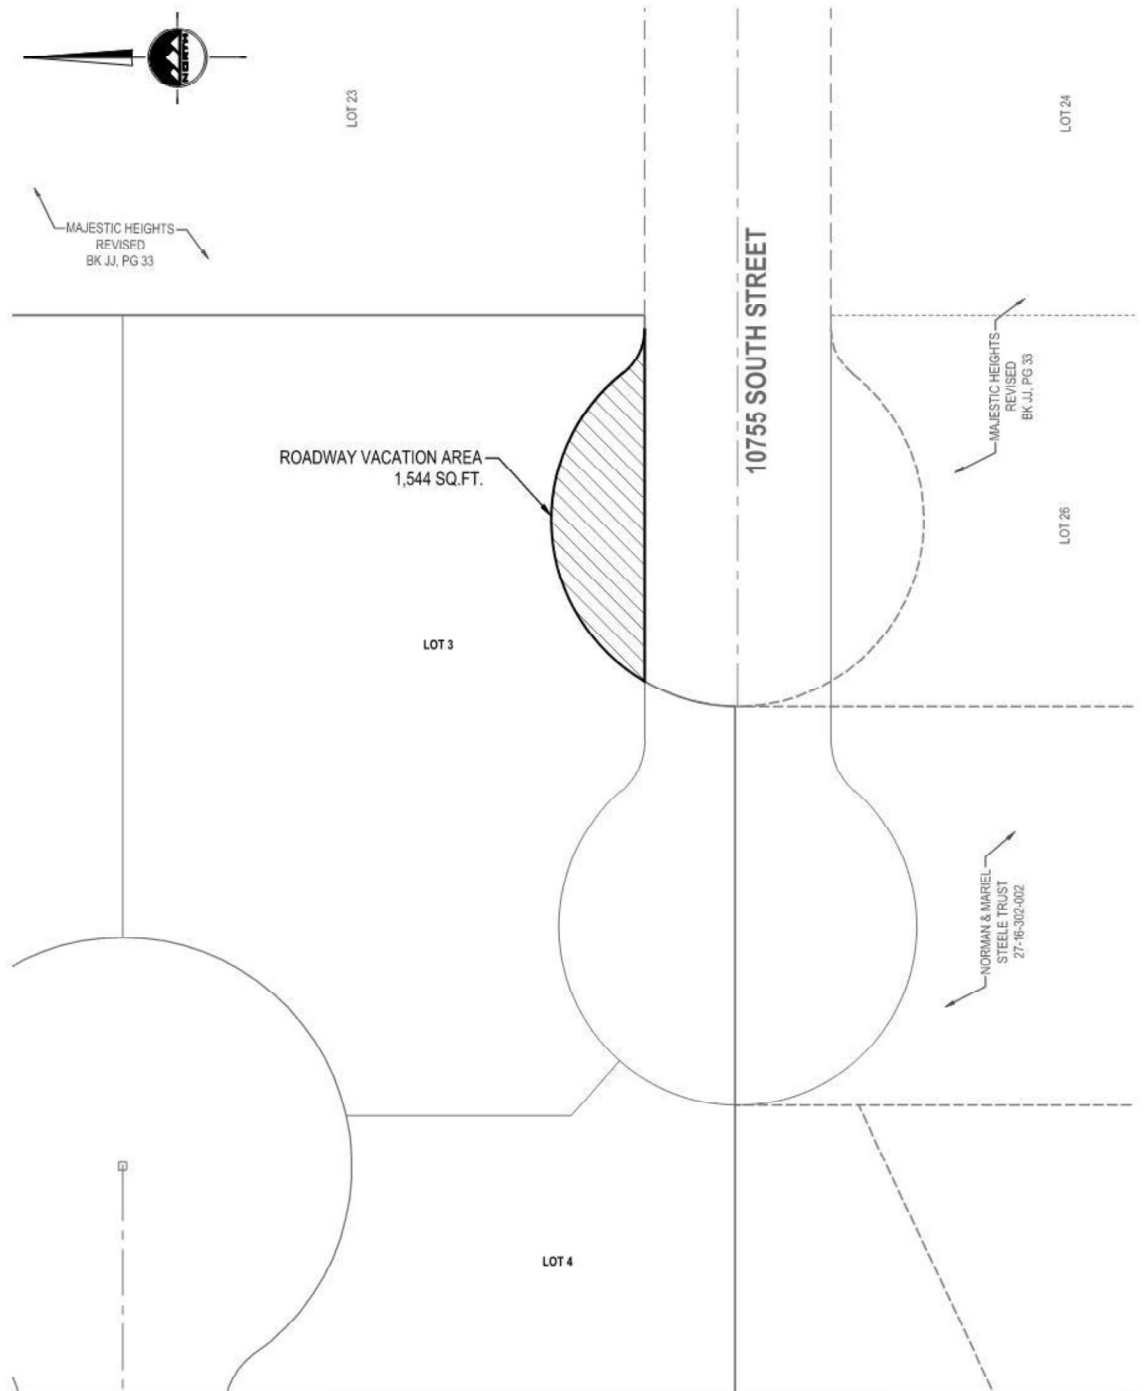 NORTH
LOT 23
LOT 24
MAJESTIC HEIGHTS
REVISED
BK JJ, PG 33
10755 SOUTH STREET
MAJESTIC HEIGHTS
REVISED
BK JJ, PG 33
ROADWAY VACATION AREA
1,544 SQ.FT.
LOT 26
LOT 3
NORMAN & MARIEL
STEELE TRUST
27-16-302-002
LOT 4